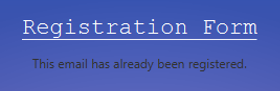 Registration Form
This email has already been registered.